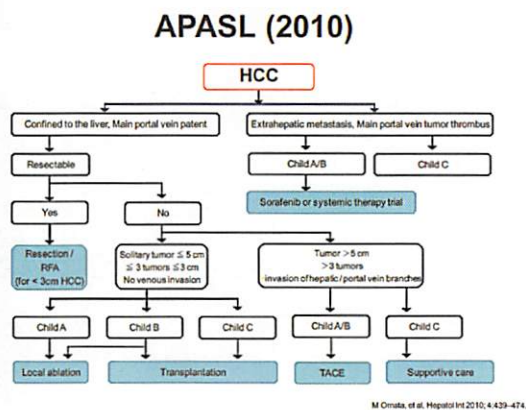 APASL (2010)
HCC
Confined to the liver, Main portal vein patent
Extrahepatic metastasis, Main portal vein tumor thrombus
Resectable
Child A/B
Child C
Sorafenib or systemic therapy trial
Yes
No
Resection /
RFA
(for < 3cm HCC)
Solitary tumor ≦ 5 cm
≦ 3 tumors ≦ 3 cm
No venous invasion
Tumor > 5 cm
> 3 tumors
invasion of hepatic / portal vein branches
Child A
Child B
Child C
Child A/B
Child C
Local ablation
Transplantation
TACE
Supportive care
M Omata, et al, Hepatol Int 2010; 4:439–474.